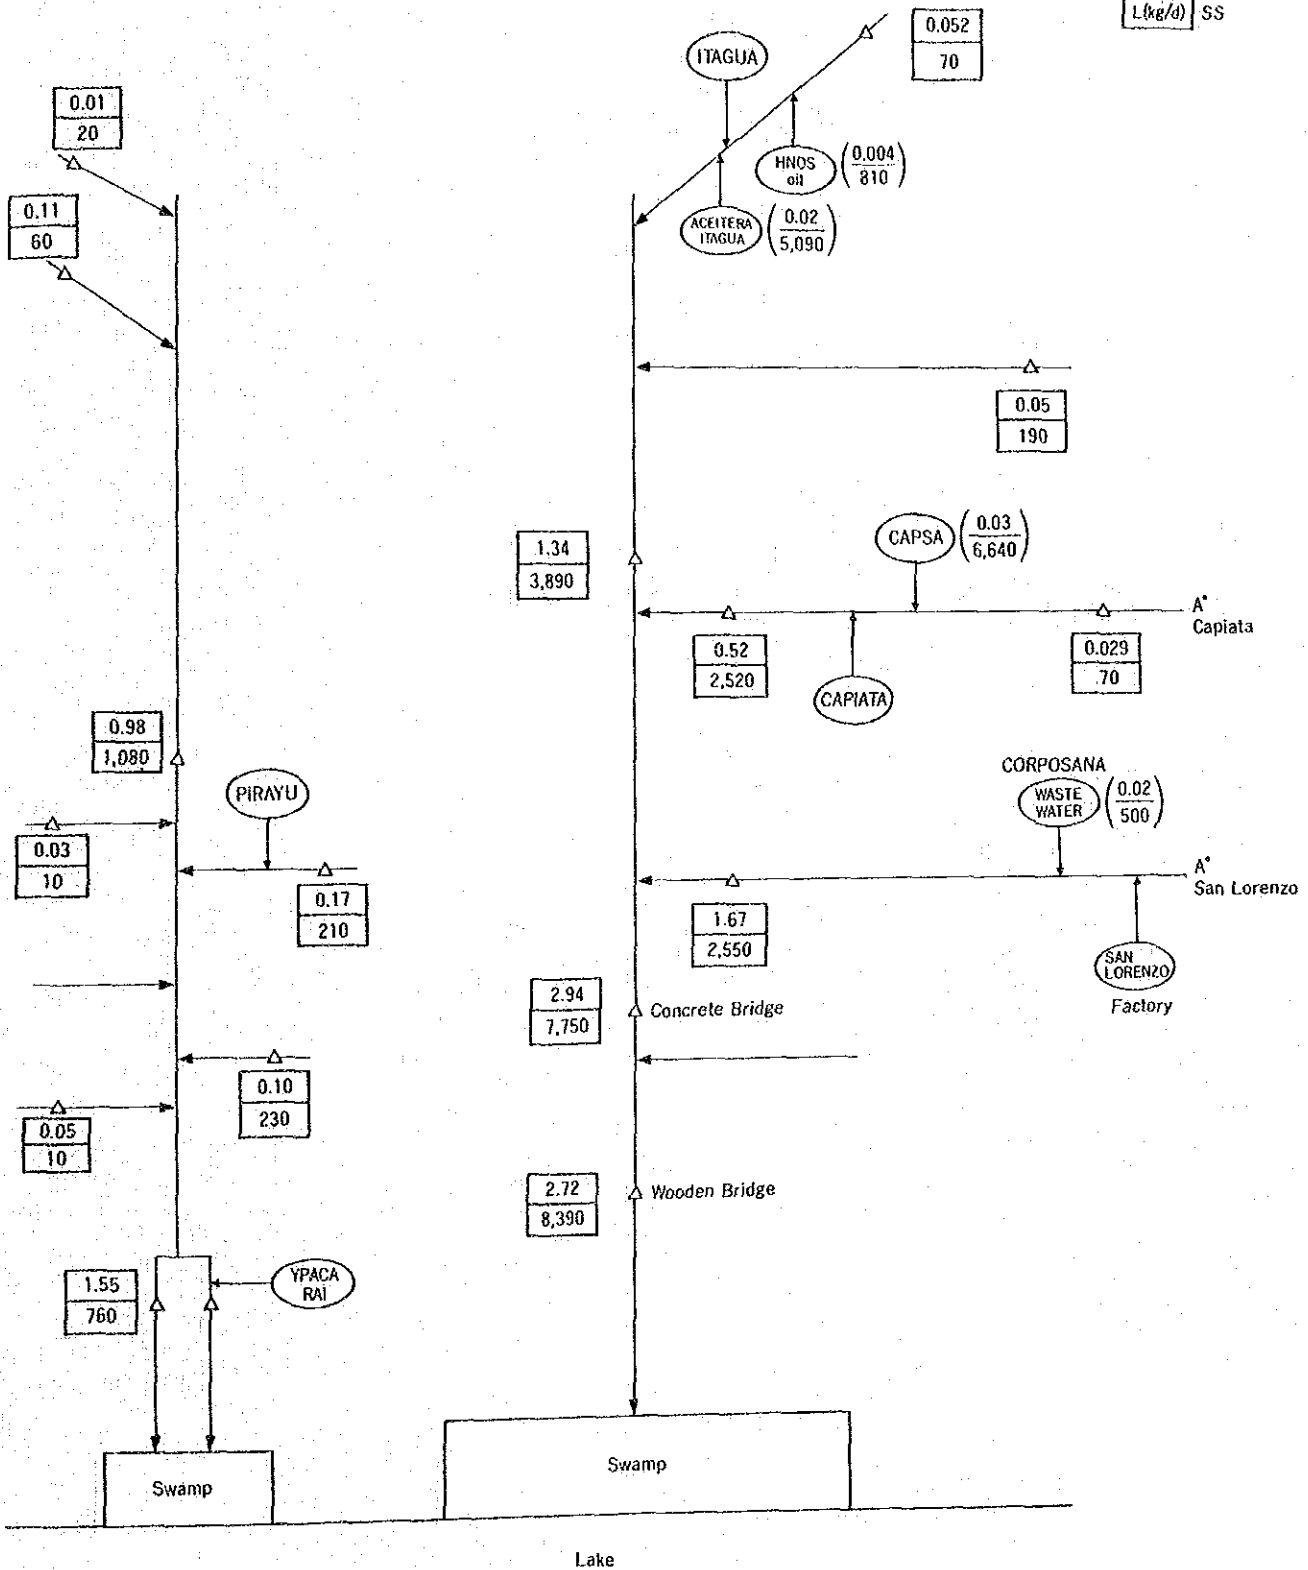 L(kg/d) SS
0.052
70
ITAGUA
0.01
20
HNOS
oil
0.004
810
0.11
60
ACEITERA
ITAGUA
0.02
5,090
0.05
190
CAPSA
0.03
6,640
1.34
3,890
A°
Capiata
0.52
2,520
0.029
70
CAPIATA
0.98
1,080
PIRAYU
CORPOSANA
WASTE
WATER
0.02
500
0.03
10
0.17
210
A°
San Lorenzo
1.67
2,550
SAN
LORENZO
Factory
2.94
7,750
Concrete Bridge
0.10
230
0.05
10
2.72
8,390
Wooden Bridge
1.55
760
YPACA
RAI
Swamp
Swamp
Lake